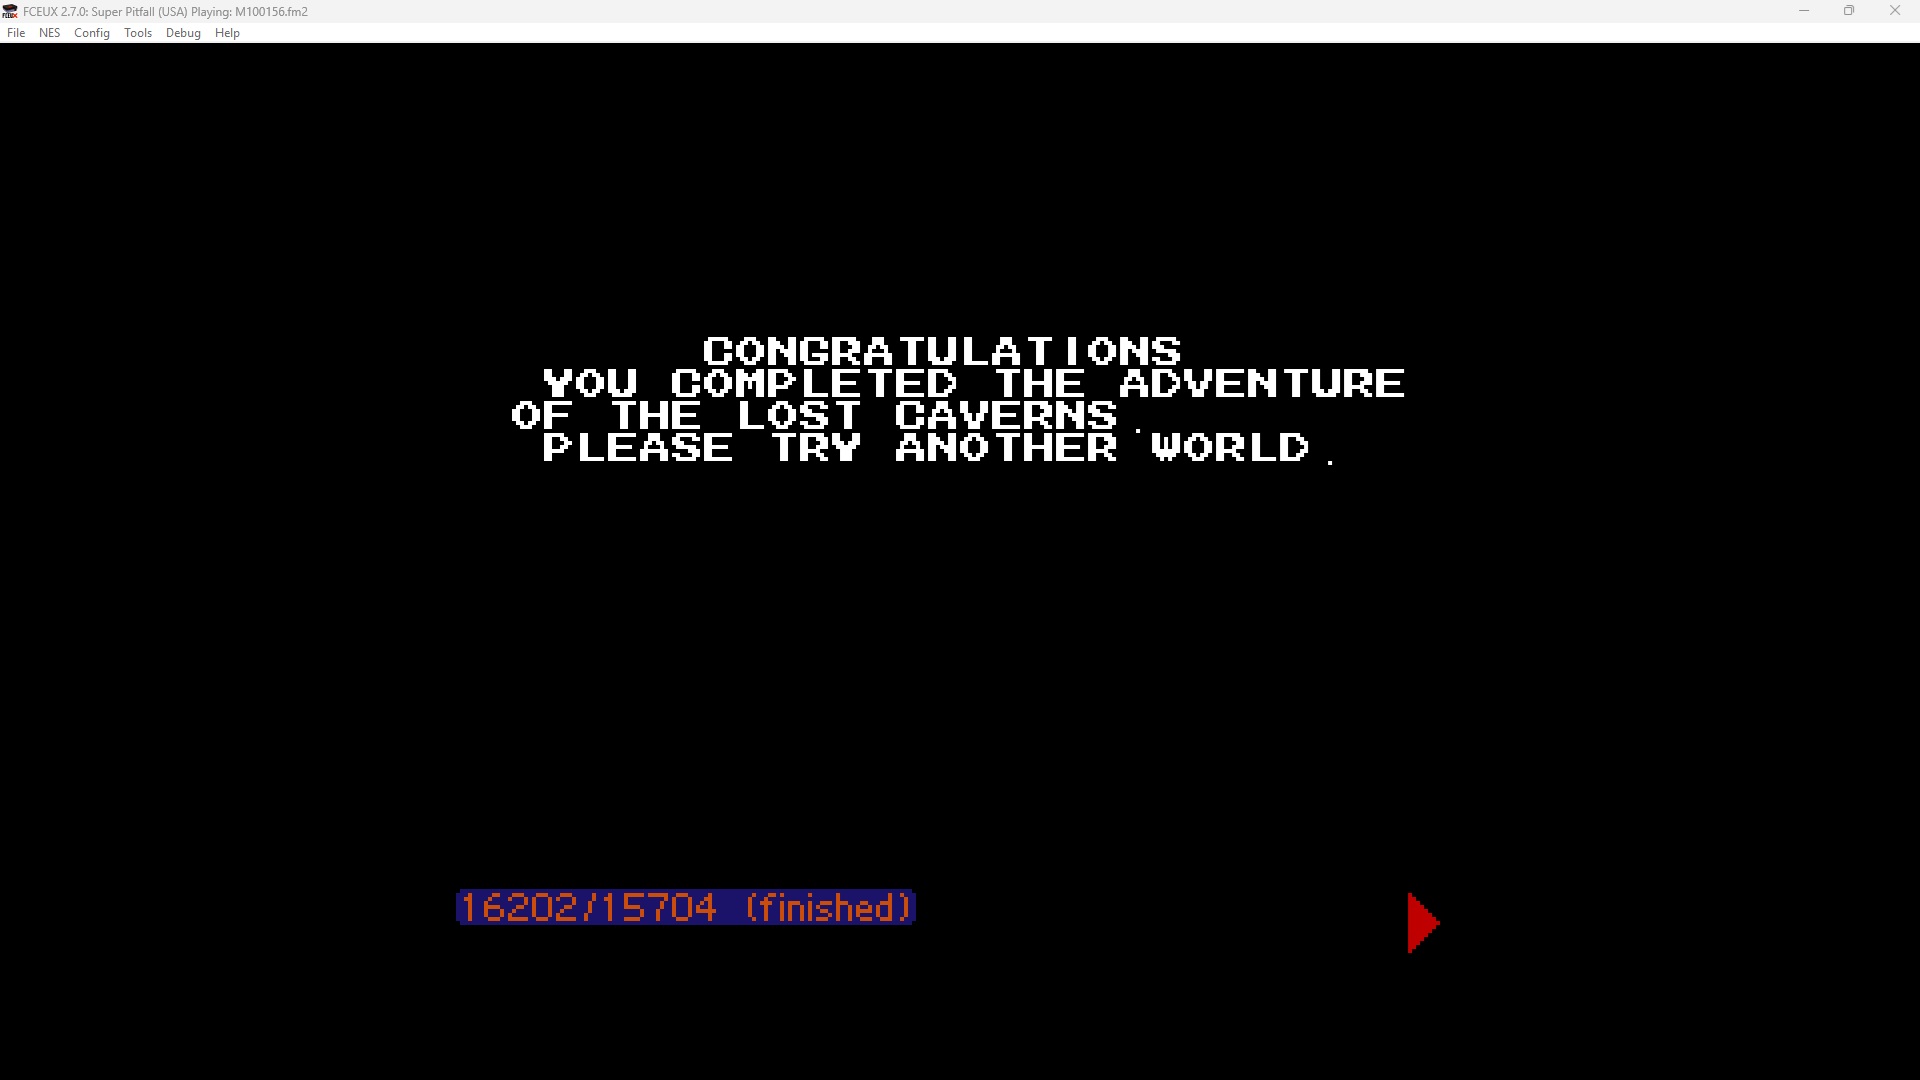 FCEUX 2.7.0: Super Pitfall (USA) Playing: M100156.fm2
File NES Config Tools Debug Help
CONGRATULATIONS
YOU COMPLETED THE ADVENTURE
OF THE LOST CAVERNS.
PLEASE TRY ANOTHER WORLD.
16202/15704 (finished)